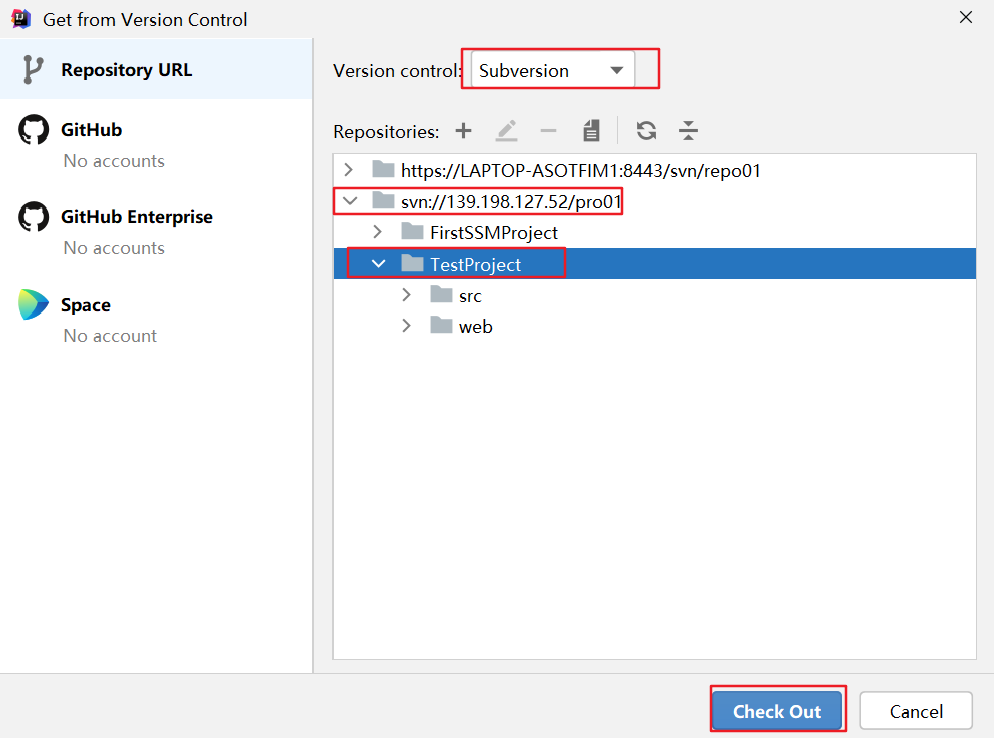 Get from Version Control
Repository URL
GitHub
No accounts
GitHub Enterprise
No accounts
Space
No account
Version control: Subversion
Repositories:
https://LAPTOP-ASOTFIM1:8443/svn/repo01
svn://139.198.127.52/pro01
FirstSSMProject
TestProject
src
web
Check Out Cancel